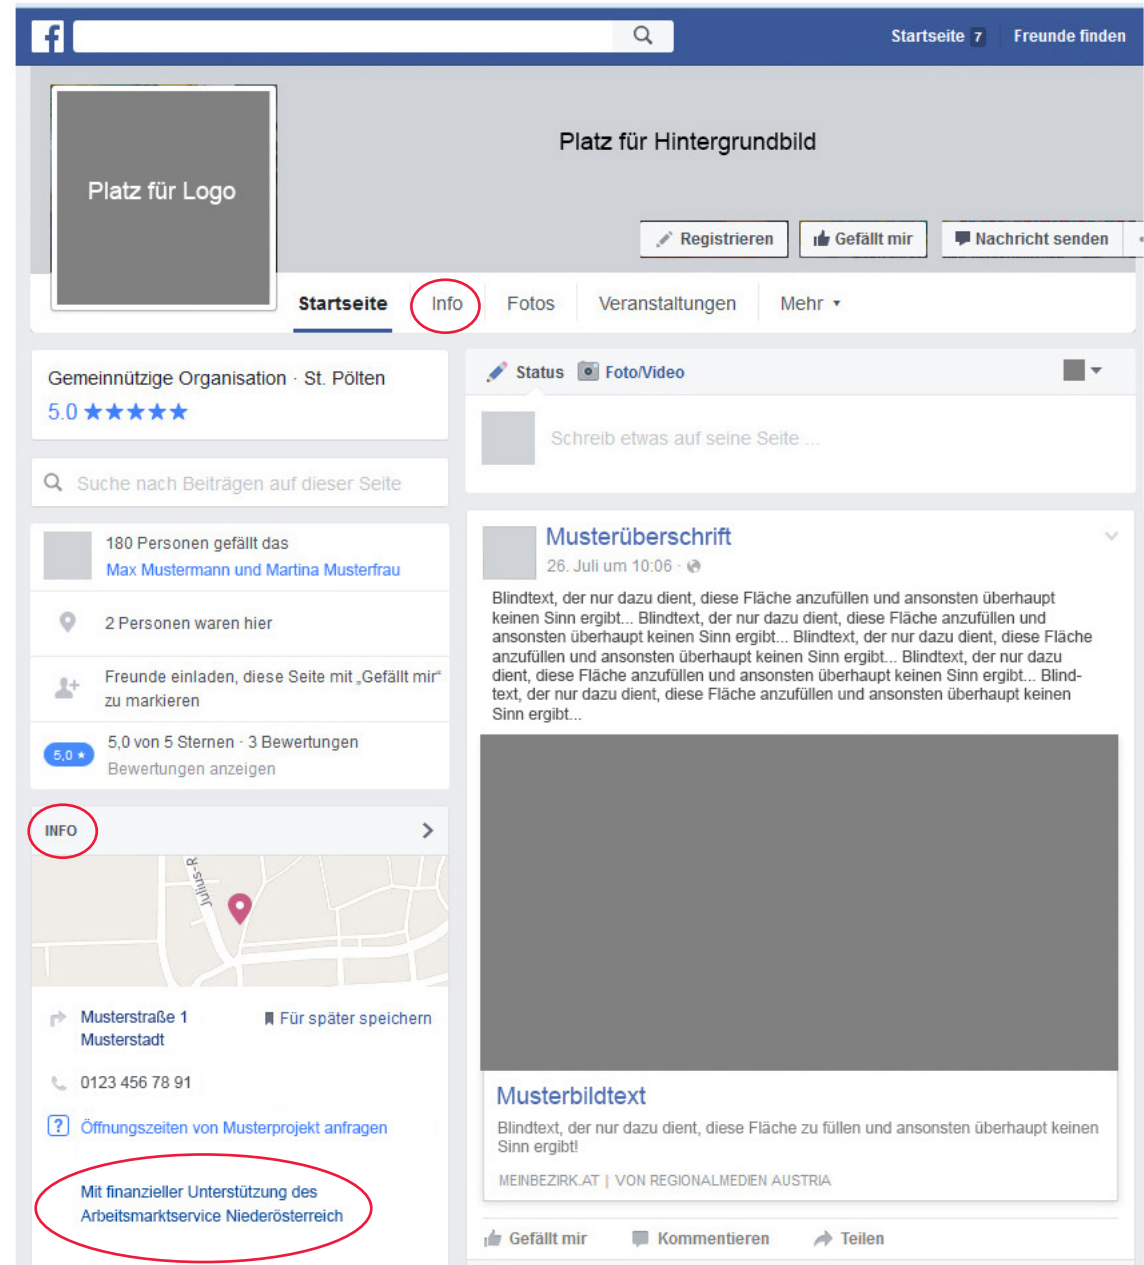 f
Startseite 7 Freunde finden
Platz für Hintergrundbild
Platz für Logo
Registrieren Gefällt mir Nachricht senden
Startseite Info Fotos Veranstaltungen Mehr
Gemeinnützige Organisation · St. Pölten
5.0 ★★★★★
Suche nach Beiträgen auf dieser Seite
180 Personen gefällt das
Max Mustermann und Martina Musterfrau
2 Personen waren hier
Freunde einladen, diese Seite mit „Gefällt mir“
zu markieren
5,0 ★
5,0 von 5 Sternen · 3 Bewertungen
Bewertungen anzeigen
INFO
Julius-R
Musterstraße 1
Musterstadt
Für später speichern
0123 456 78 91
? Öffnungszeiten von Musterprojekt anfragen
Mit finanzieller Unterstützung des
Arbeitsmarktservice Niederösterreich
Status Foto/Video
Schreib etwas auf seine Seite ...
Musterüberschrift
26. Juli um 10:06 ·
Blindtext, der nur dazu dient, diese Fläche anzufüllen und ansonsten überhaupt
keinen Sinn ergibt... Blindtext, der nur dazu dient, diese Fläche anzufüllen und
ansonsten überhaupt keinen Sinn ergibt... Blindtext, der nur dazu dient, diese Fläche
anzufüllen und ansonsten überhaupt keinen Sinn ergibt... Blindtext, der nur dazu
dient, diese Fläche anzufüllen und ansonsten überhaupt keinen Sinn ergibt... Blind-
text, der nur dazu dient, diese Fläche anzufüllen und ansonsten überhaupt keinen
Sinn ergibt...
Musterbildtext
Blindtext, der nur dazu dient, diese Fläche zu füllen und ansonsten überhaupt keinen
Sinn ergibt!
MEINBEZIRK.AT | VON REGIONALMEDIEN AUSTRIA
Gefällt mir Kommentieren Teilen